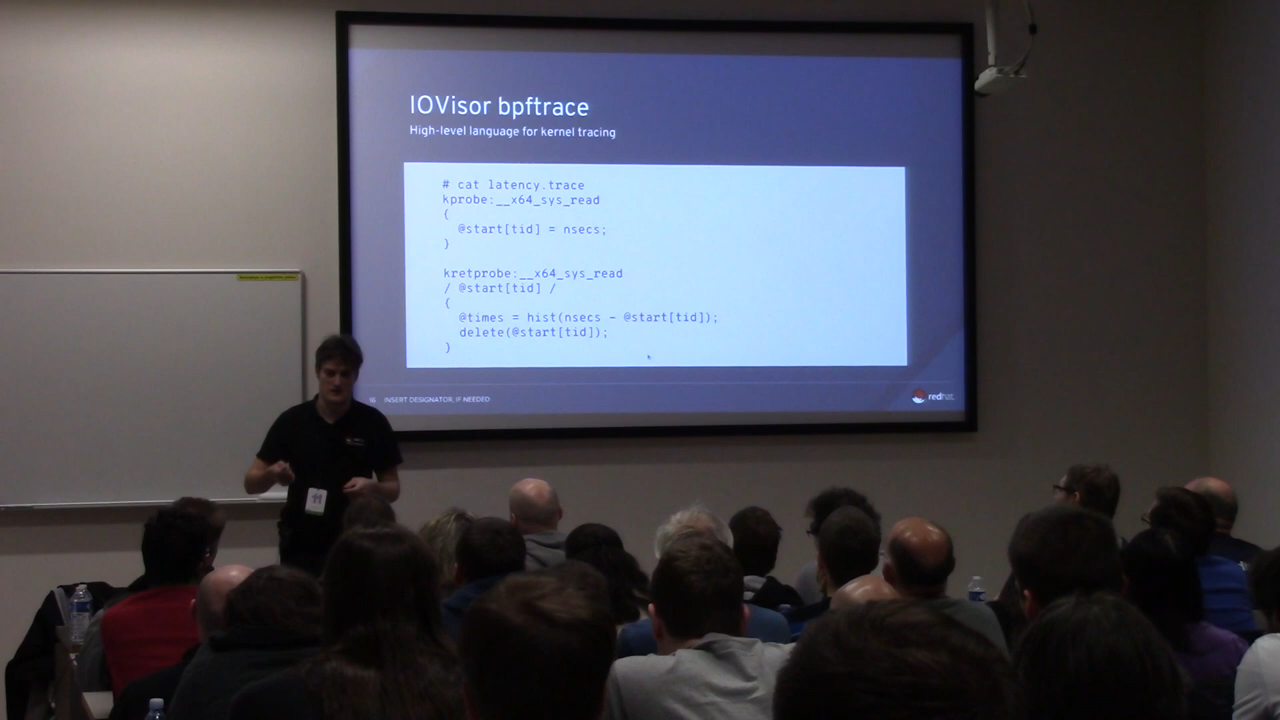 IOVisor bpftrace
High-level language for kernel tracing
# cat latency.trace
kprobe:__x64_sys_read
{
  @start[tid] = nsecs;
}
kretprobe:__x64_sys_read
/ @start[tid] /
{
  @times = hist(nsecs - @start[tid]);
  delete(@start[tid]);
}
16 INSERT DESIGNATOR, IF NEEDED
redhat.